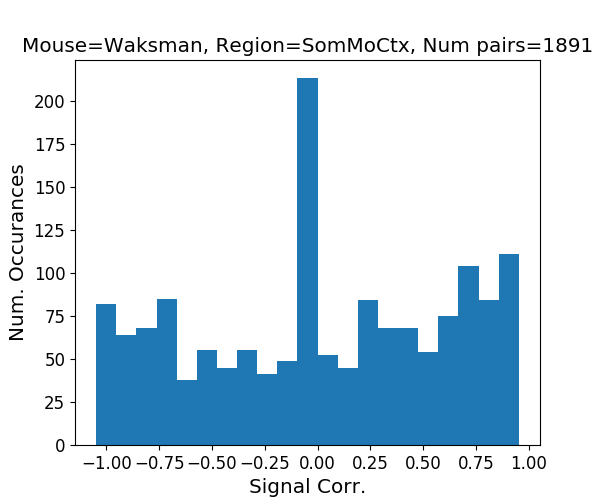 Mouse=Waksman, Region=SomMoCtx, Num pairs=1891
Num. Occurances
200
175
150
125
100
75
50
25
0
−1.00 −0.75 −0.50 −0.25 0.00 0.25 0.50 0.75 1.00
Signal Corr.